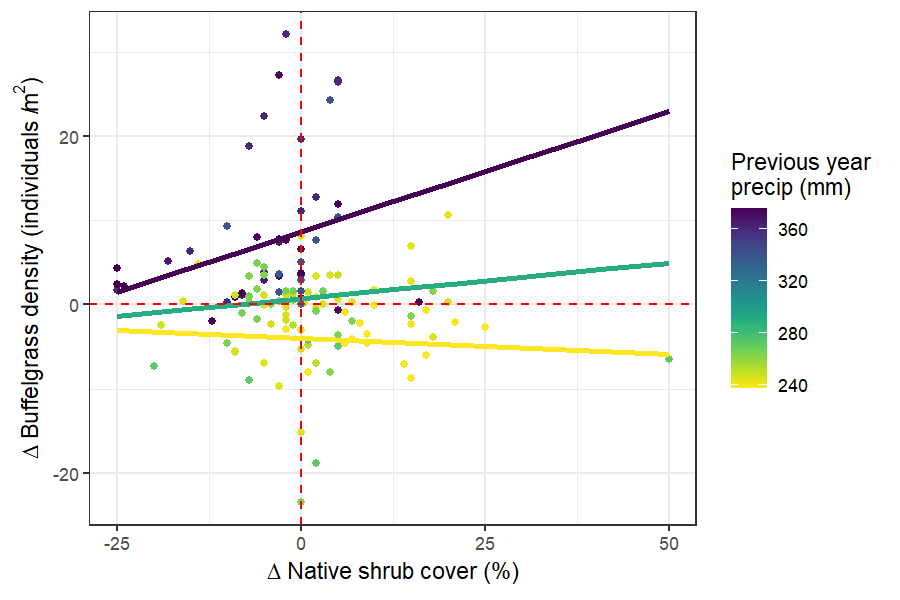 Δ Buffelgrass density (individuals /m²)
20
0
-20
-25
0
25
50
Δ Native shrub cover (%)
Previous year
precip (mm)
360
320
280
240